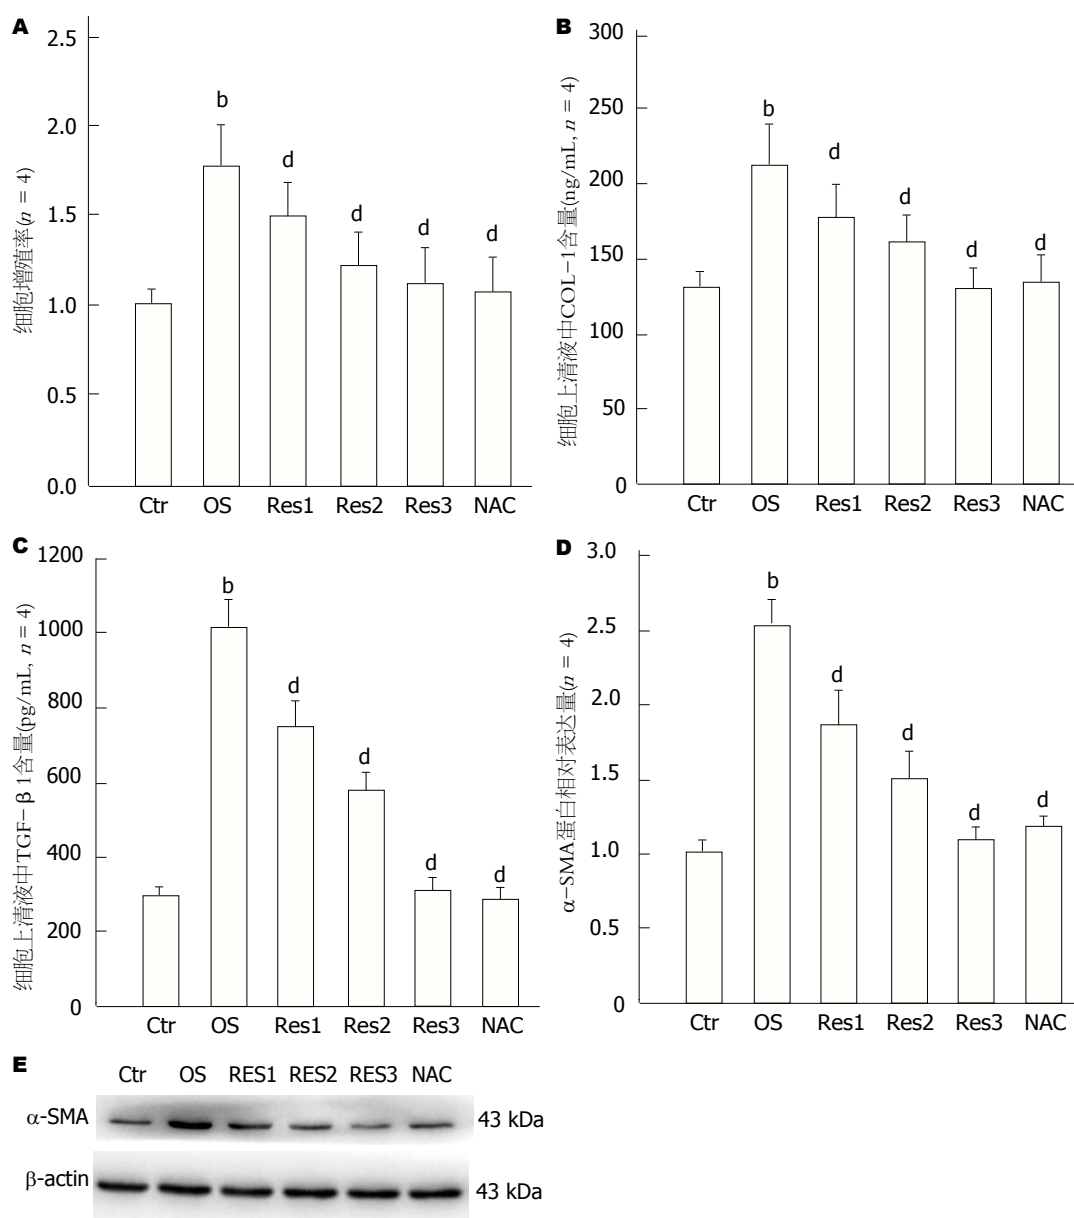 A
细胞增殖率(n = 4)
2.5
2.0
1.5
1.0
0.5
0.0
b
d
d
d
d
Ctr OS Res1 Res2 Res3 NAC
B
细胞上清液中COL-1含量(ng/mL, n = 4)
300
250
200
150
100
50
0
b
d
d
d
d
Ctr OS Res1 Res2 Res3 NAC
C
细胞上清液中TGF-β 1含量(pg/mL, n = 4)
1200
1000
800
600
400
200
0
b
d
d
d
d
Ctr OS Res1 Res2 Res3 NAC
D
α-SMA蛋白相对表达量(n = 4)
3.0
2.5
2.0
1.5
1.0
0.5
0
b
d
d
d
d
Ctr OS Res1 Res2 Res3 NAC
E
Ctr OS RES1 RES2 RES3 NAC
α-SMA 43 kDa
β-actin 43 kDa